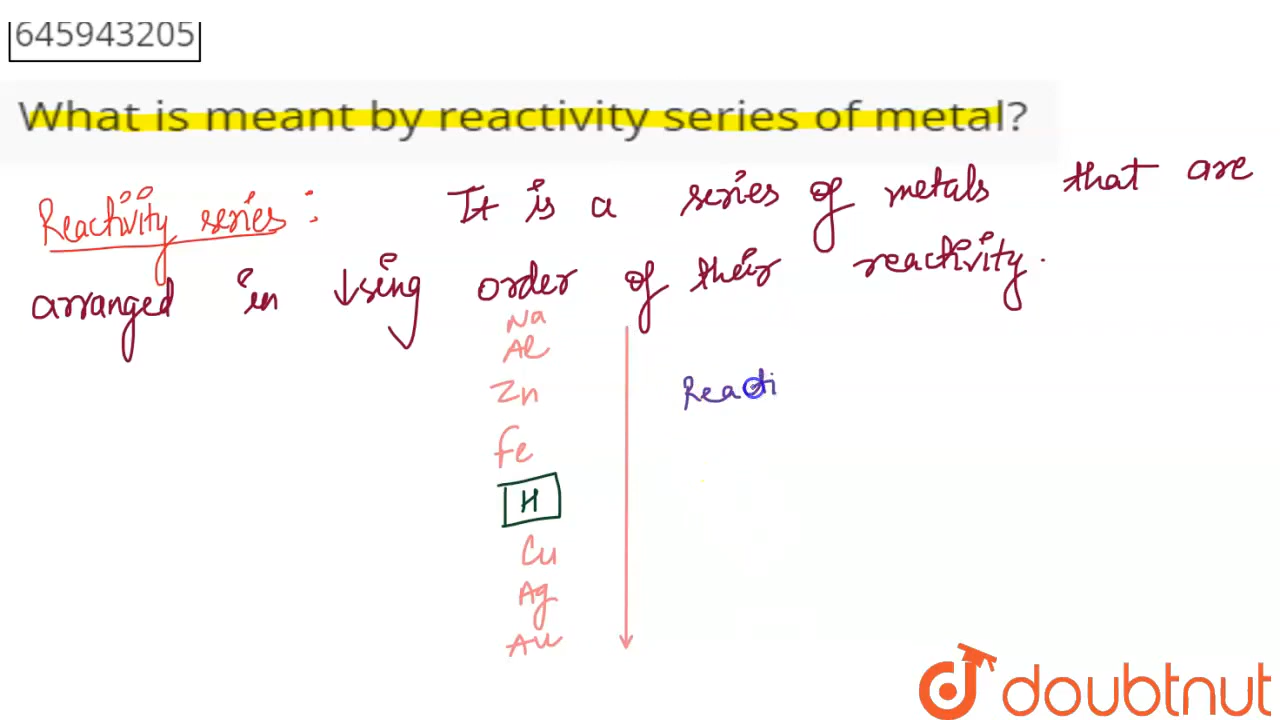 645943205
What is meant by reactivity series of metal?
Reactivity series : It is a series of metals that are
arranged in ↓sing order of their reactivity.
Na
Al
Zn
Reacti
Fe
H
Cu
Ag
Au
doubtnut